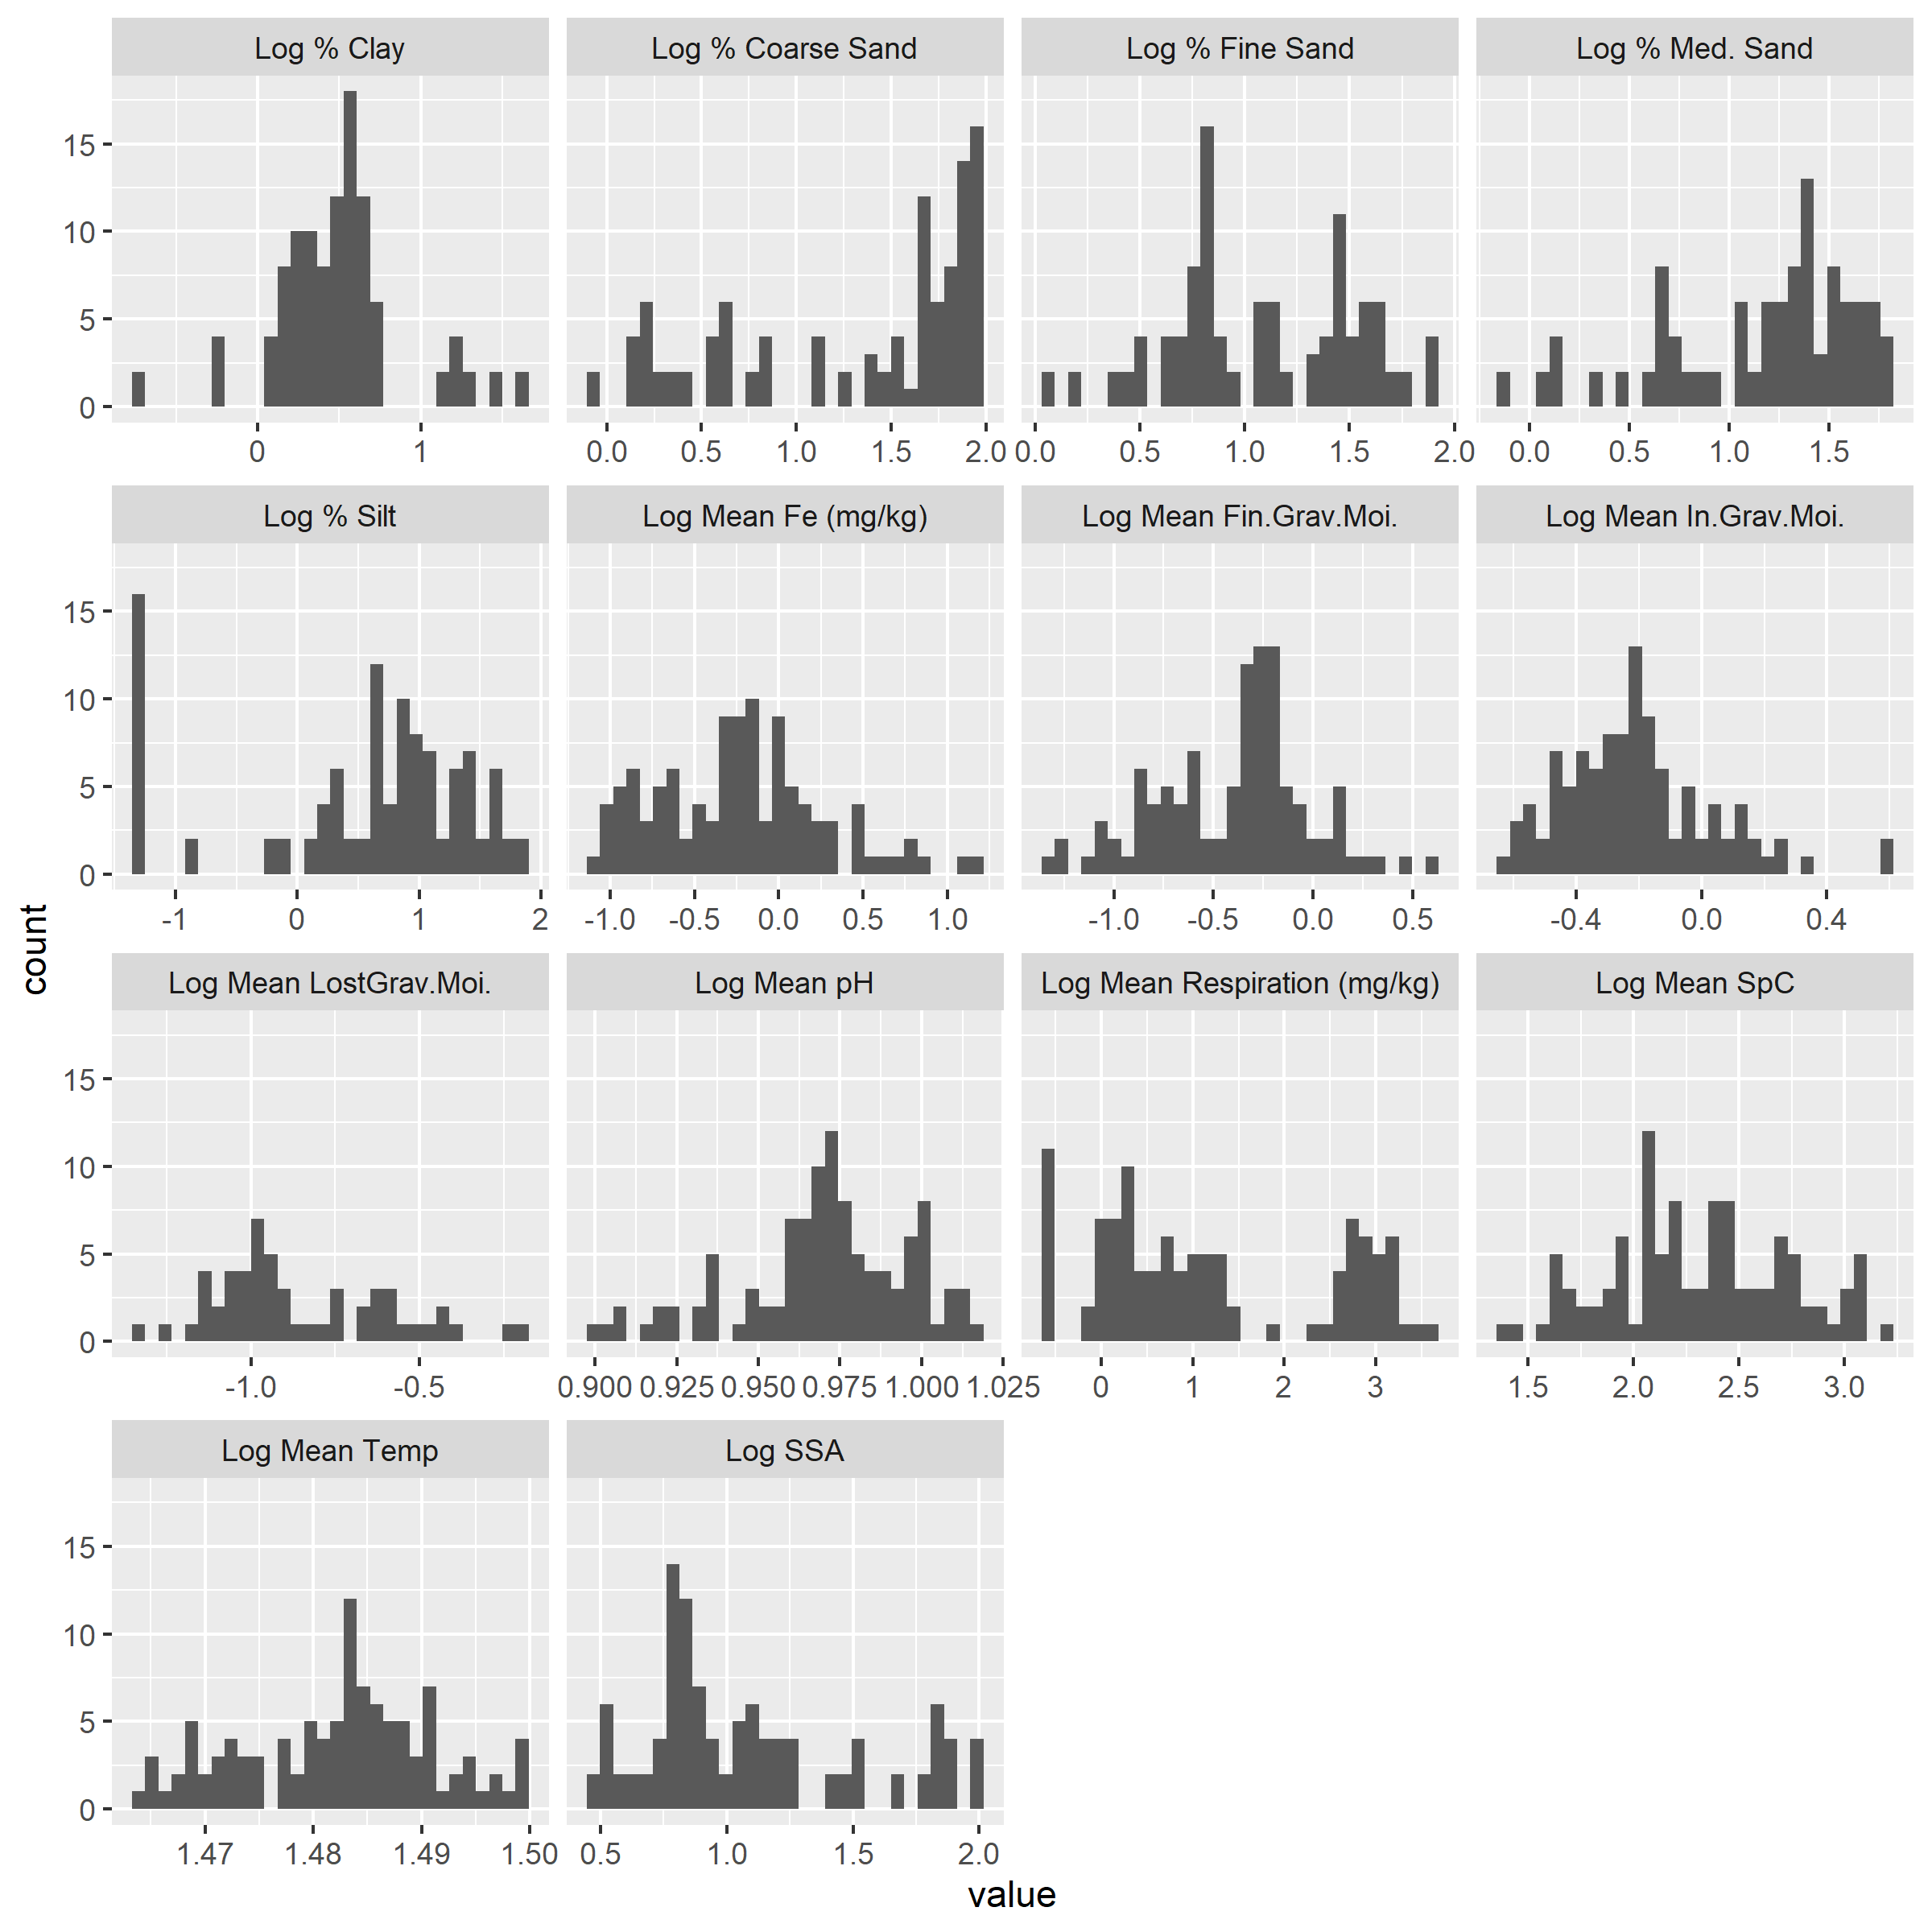 Log % Clay Log % Coarse Sand Log % Fine Sand Log % Med. Sand
15
10
5
0
0 1 0.0 0.5 1.0 1.5 2.0 0.0 0.5 1.0 1.5 2.0 0.0 0.5 1.0 1.5
Log % Silt Log Mean Fe (mg/kg) Log Mean Fin.Grav.Moi. Log Mean In.Grav.Moi.
15
10
5
0
-1 0 1 2 -1.0 -0.5 0.0 0.5 1.0 -1.0 -0.5 0.0 0.5 -0.4 0.0 0.4
count
Log Mean LostGrav.Moi. Log Mean pH Log Mean Respiration (mg/kg) Log Mean SpC
15
10
5
0
-1.0 -0.5 0.900 0.925 0.950 0.975 1.000 1.025 0 1 2 3 1.5 2.0 2.5 3.0
Log Mean Temp Log SSA
15
10
5
0
1.47 1.48 1.49 1.50 0.5 1.0 1.5 2.0
value